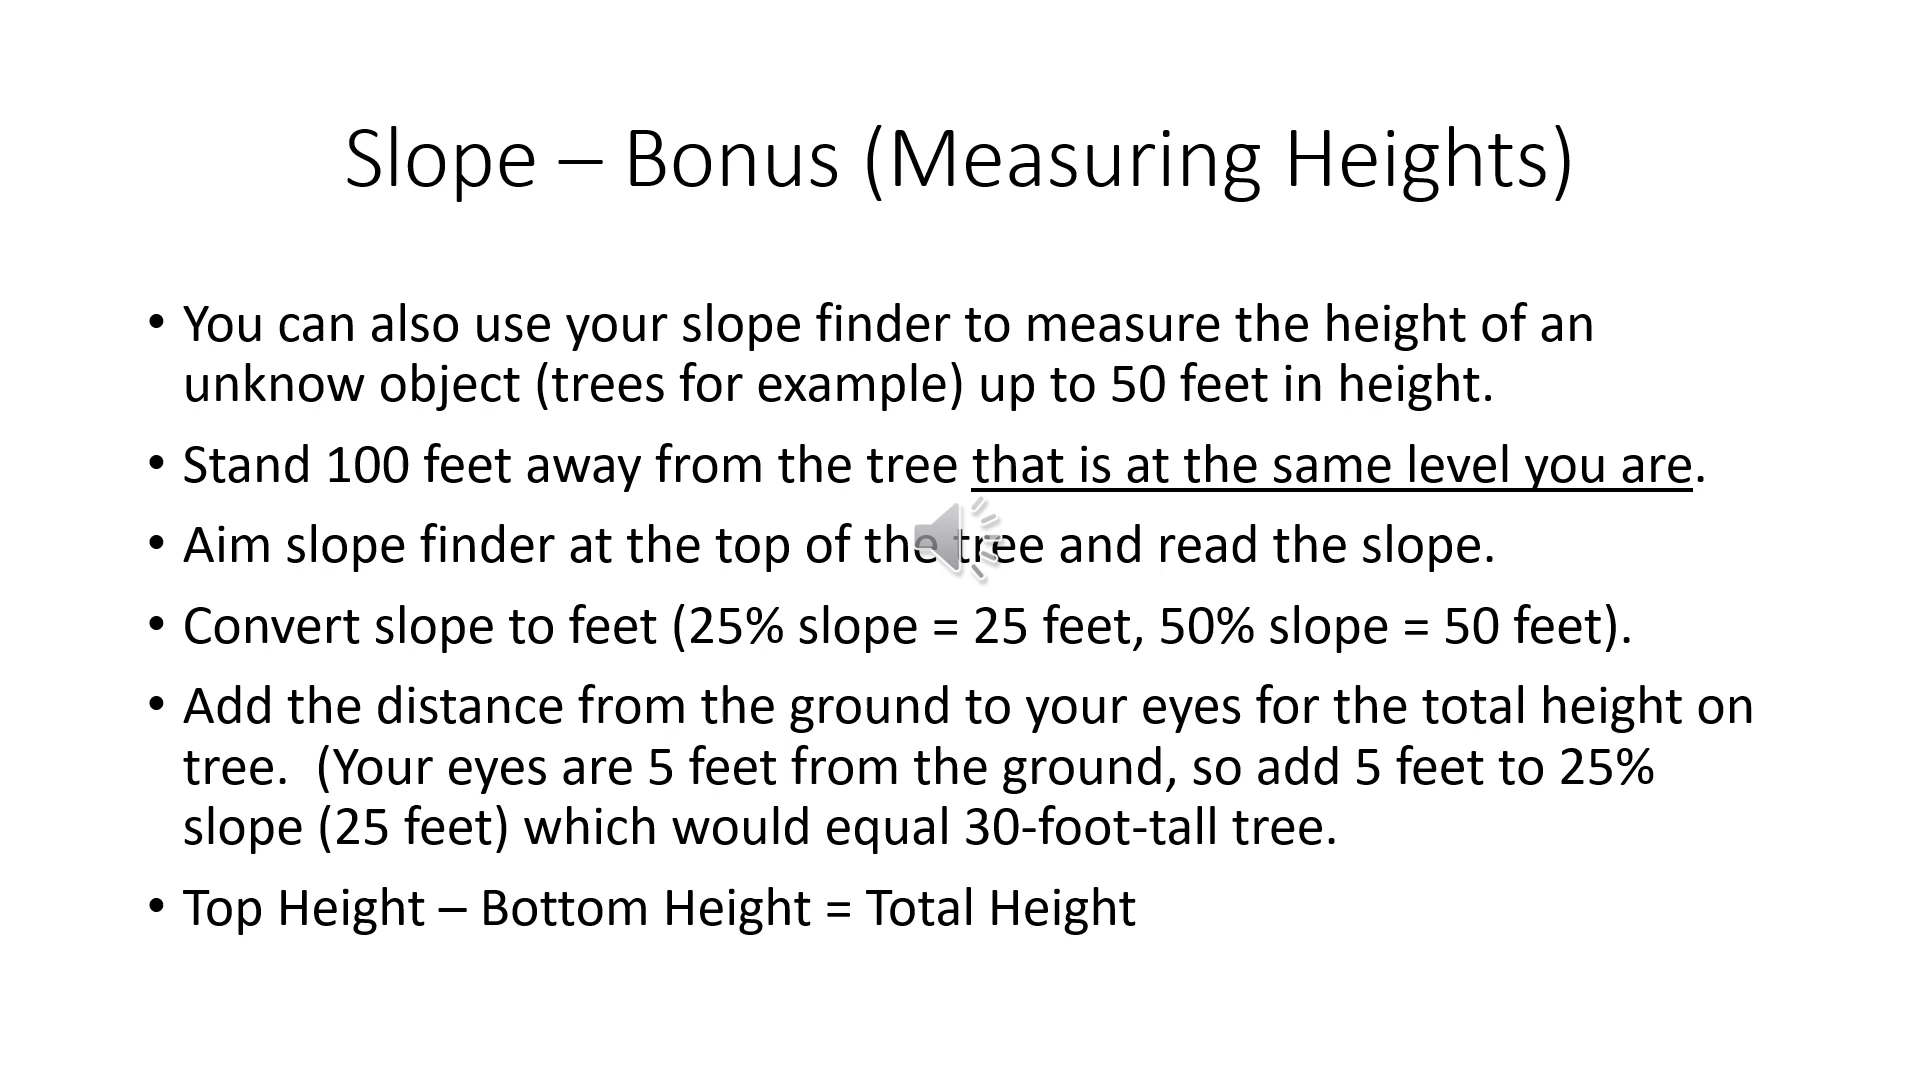 Slope – Bonus (Measuring Heights)
• You can also use your slope finder to measure the height of an
unknow object (trees for example) up to 50 feet in height.
• Stand 100 feet away from the tree that is at the same level you are.
• Aim slope finder at the top of the tree and read the slope.
• Convert slope to feet (25% slope = 25 feet, 50% slope = 50 feet).
• Add the distance from the ground to your eyes for the total height on
tree.  (Your eyes are 5 feet from the ground, so add 5 feet to 25%
slope (25 feet) which would equal 30-foot-tall tree.
• Top Height – Bottom Height = Total Height